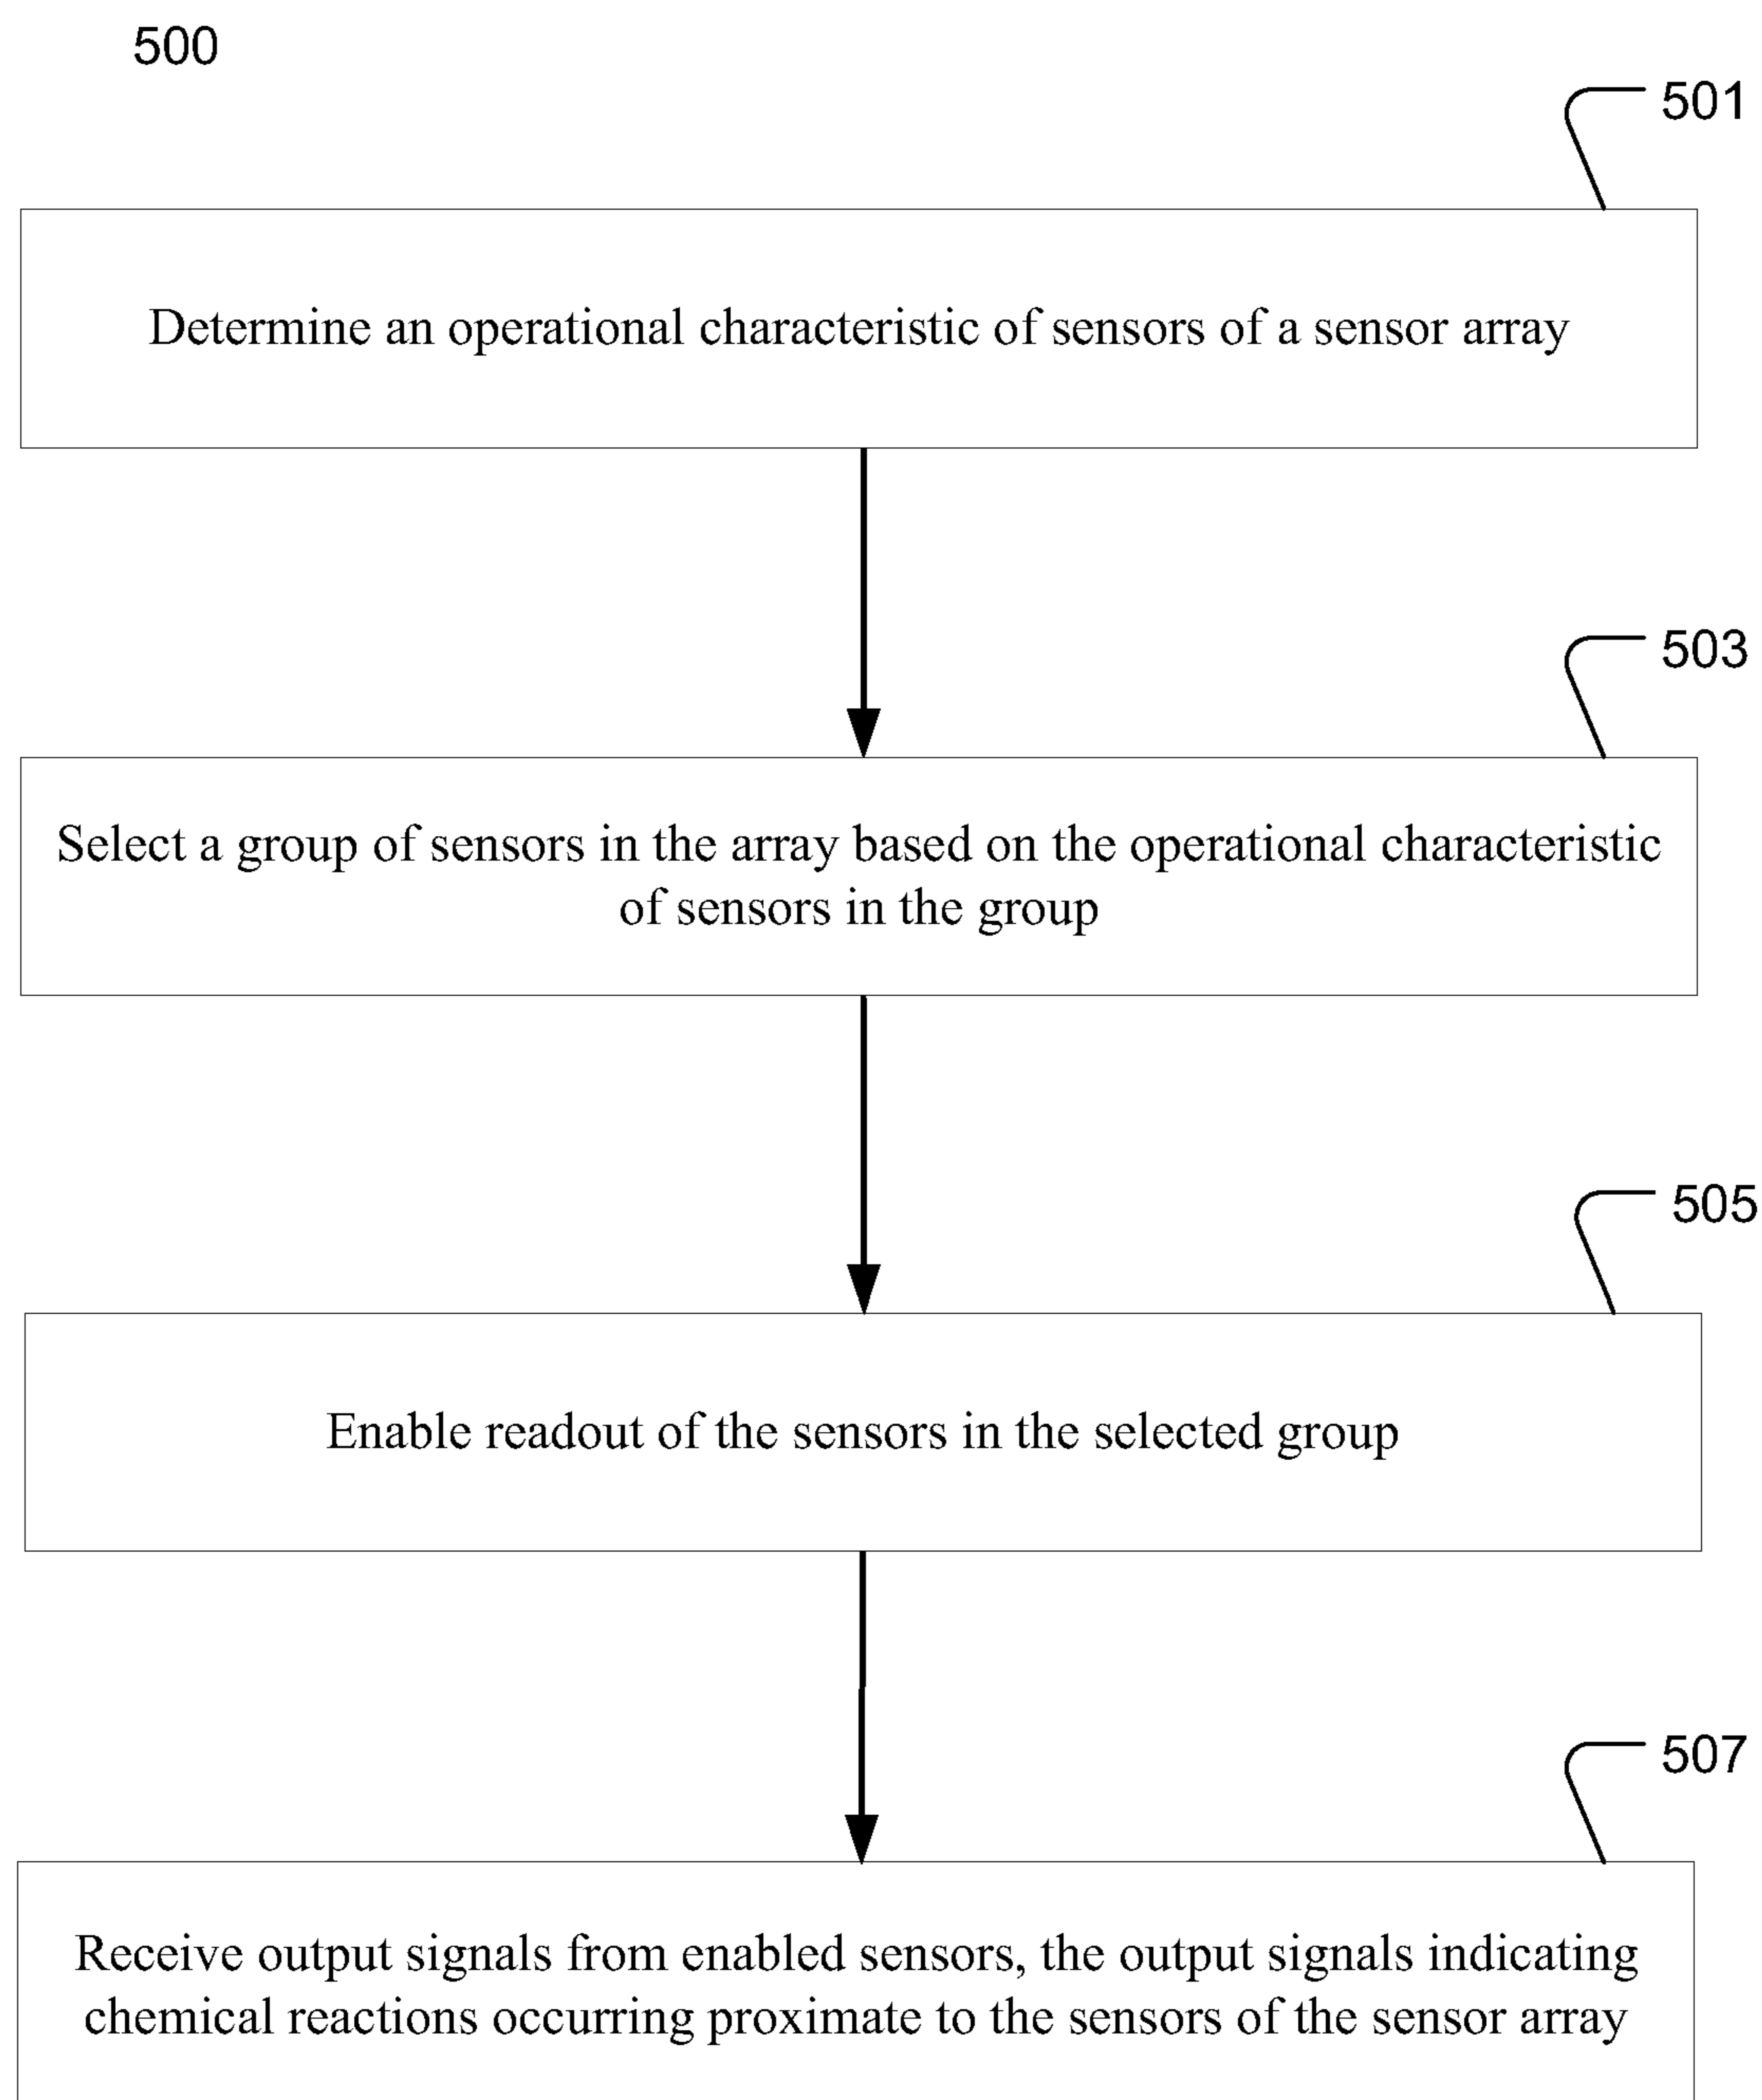 500
501
Determine an operational characteristic of sensors of a sensor array
503
Select a group of sensors in the array based on the operational characteristic
of sensors in the group
505
Enable readout of the sensors in the selected group
507
Receive output signals from enabled sensors, the output signals indicating
chemical reactions occurring proximate to the sensors of the sensor array